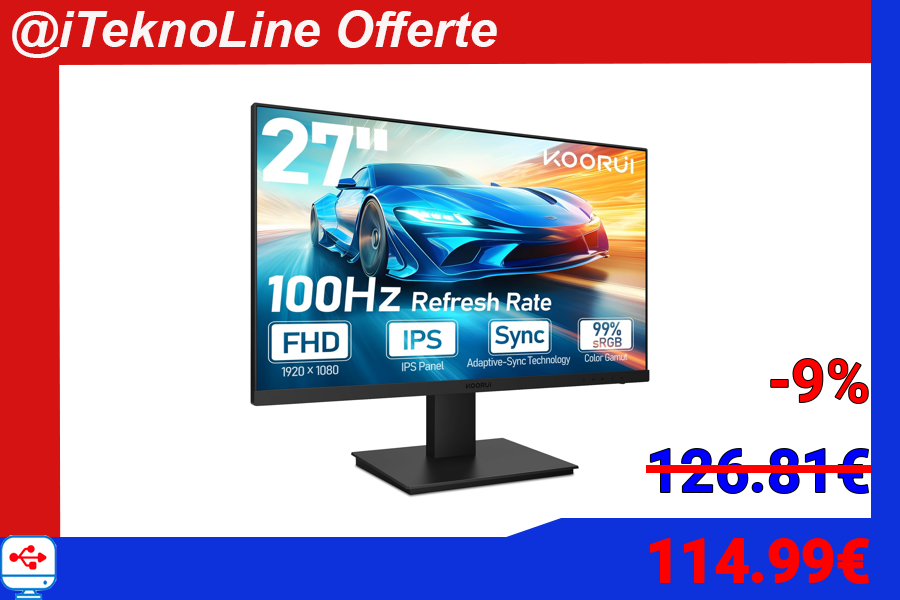 @iTeknoLine Offerte
27"
KOORUI
100Hz Refresh Rate
FHD
1920 x 1080
IPS
IPS Panel
Sync
Adaptive-Sync Technology
99%
sRGB
Color Gamut
KOORUI
-9%
126.81€
114.99€